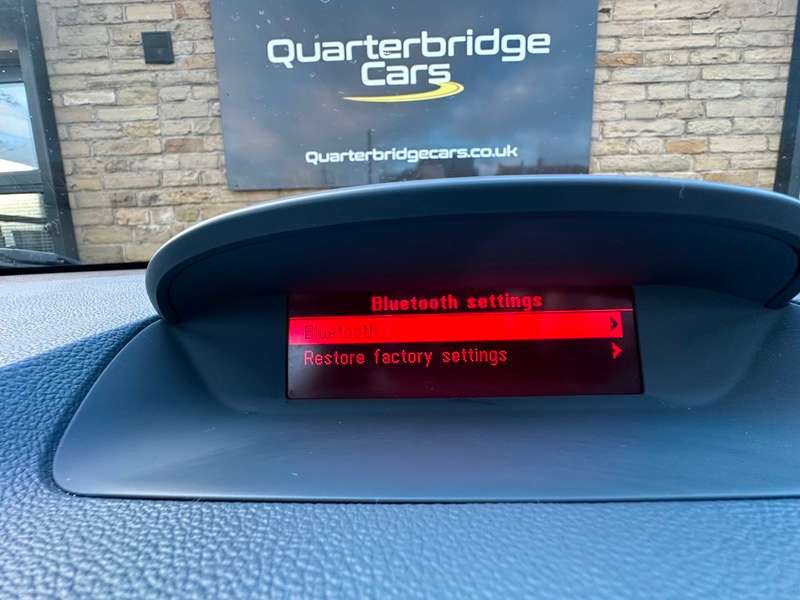 Quarterbridge
Cars
Quarterbridgecars.co.uk
Bluetooth settings
Bluetooth
Restore factory settings